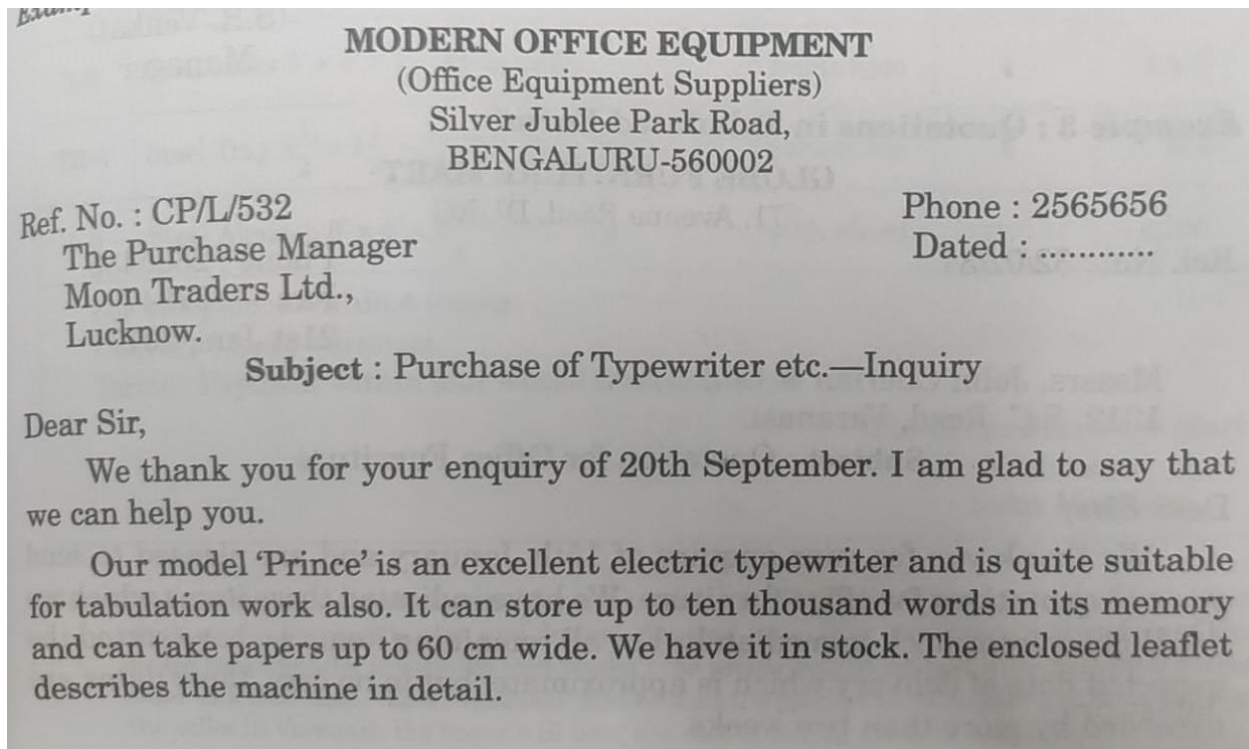 MODERN OFFICE EQUIPMENT
(Office Equipment Suppliers)
Silver Jublee Park Road,
BENGALURU-560002
Ref. No. : CP/L/532
Phone : 2565656
The Purchase Manager
Dated : ...........
Moon Traders Ltd.,
Lucknow.
Subject : Purchase of Typewriter etc.—Inquiry
Dear Sir,
We thank you for your enquiry of 20th September. I am glad to say that
we can help you.
Our model ‘Prince’ is an excellent electric typewriter and is quite suitable
for tabulation work also. It can store up to ten thousand words in its memory
and can take papers up to 60 cm wide. We have it in stock. The enclosed leaflet
describes the machine in detail.